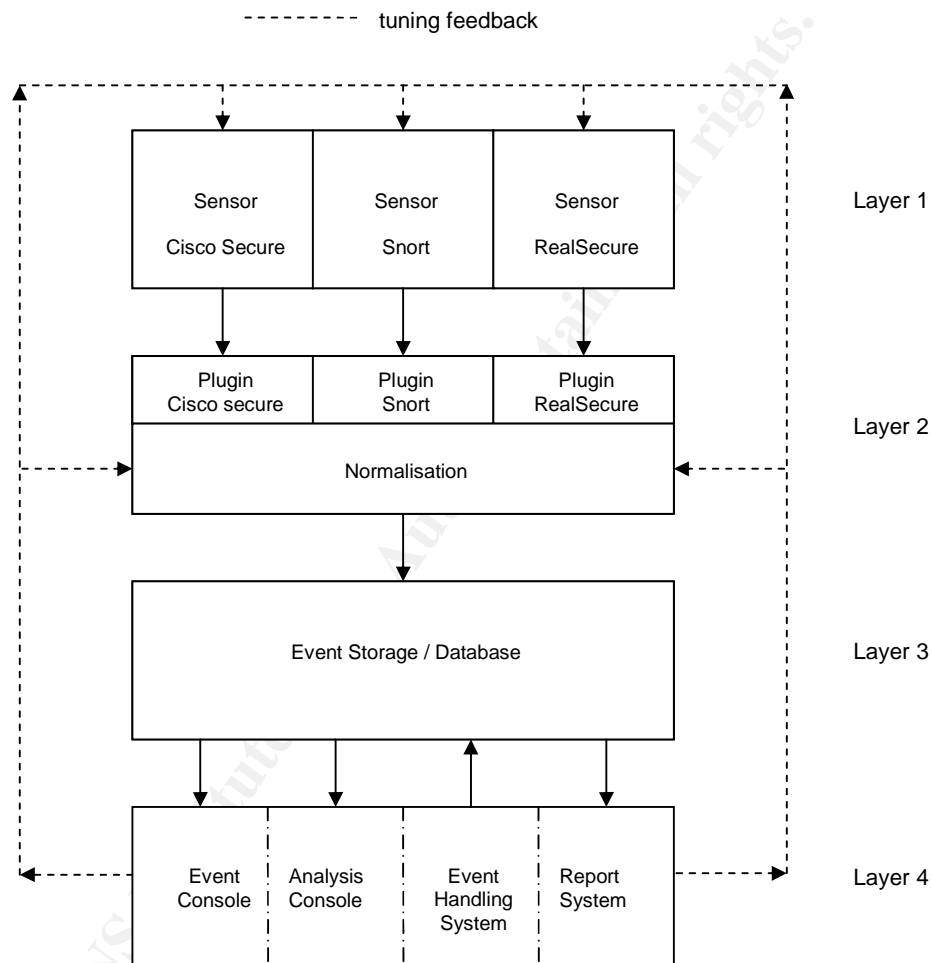 tuning feedback
Sensor
Cisco Secure
Sensor
Snort
Sensor
RealSecure
Layer 1
Plugin
Cisco secure
Plugin
Snort
Plugin
RealSecure
Layer 2
Normalisation
Event Storage / Database
Layer 3
Event
Console
Analysis
Console
Event
Handling
System
Report
System
Layer 4